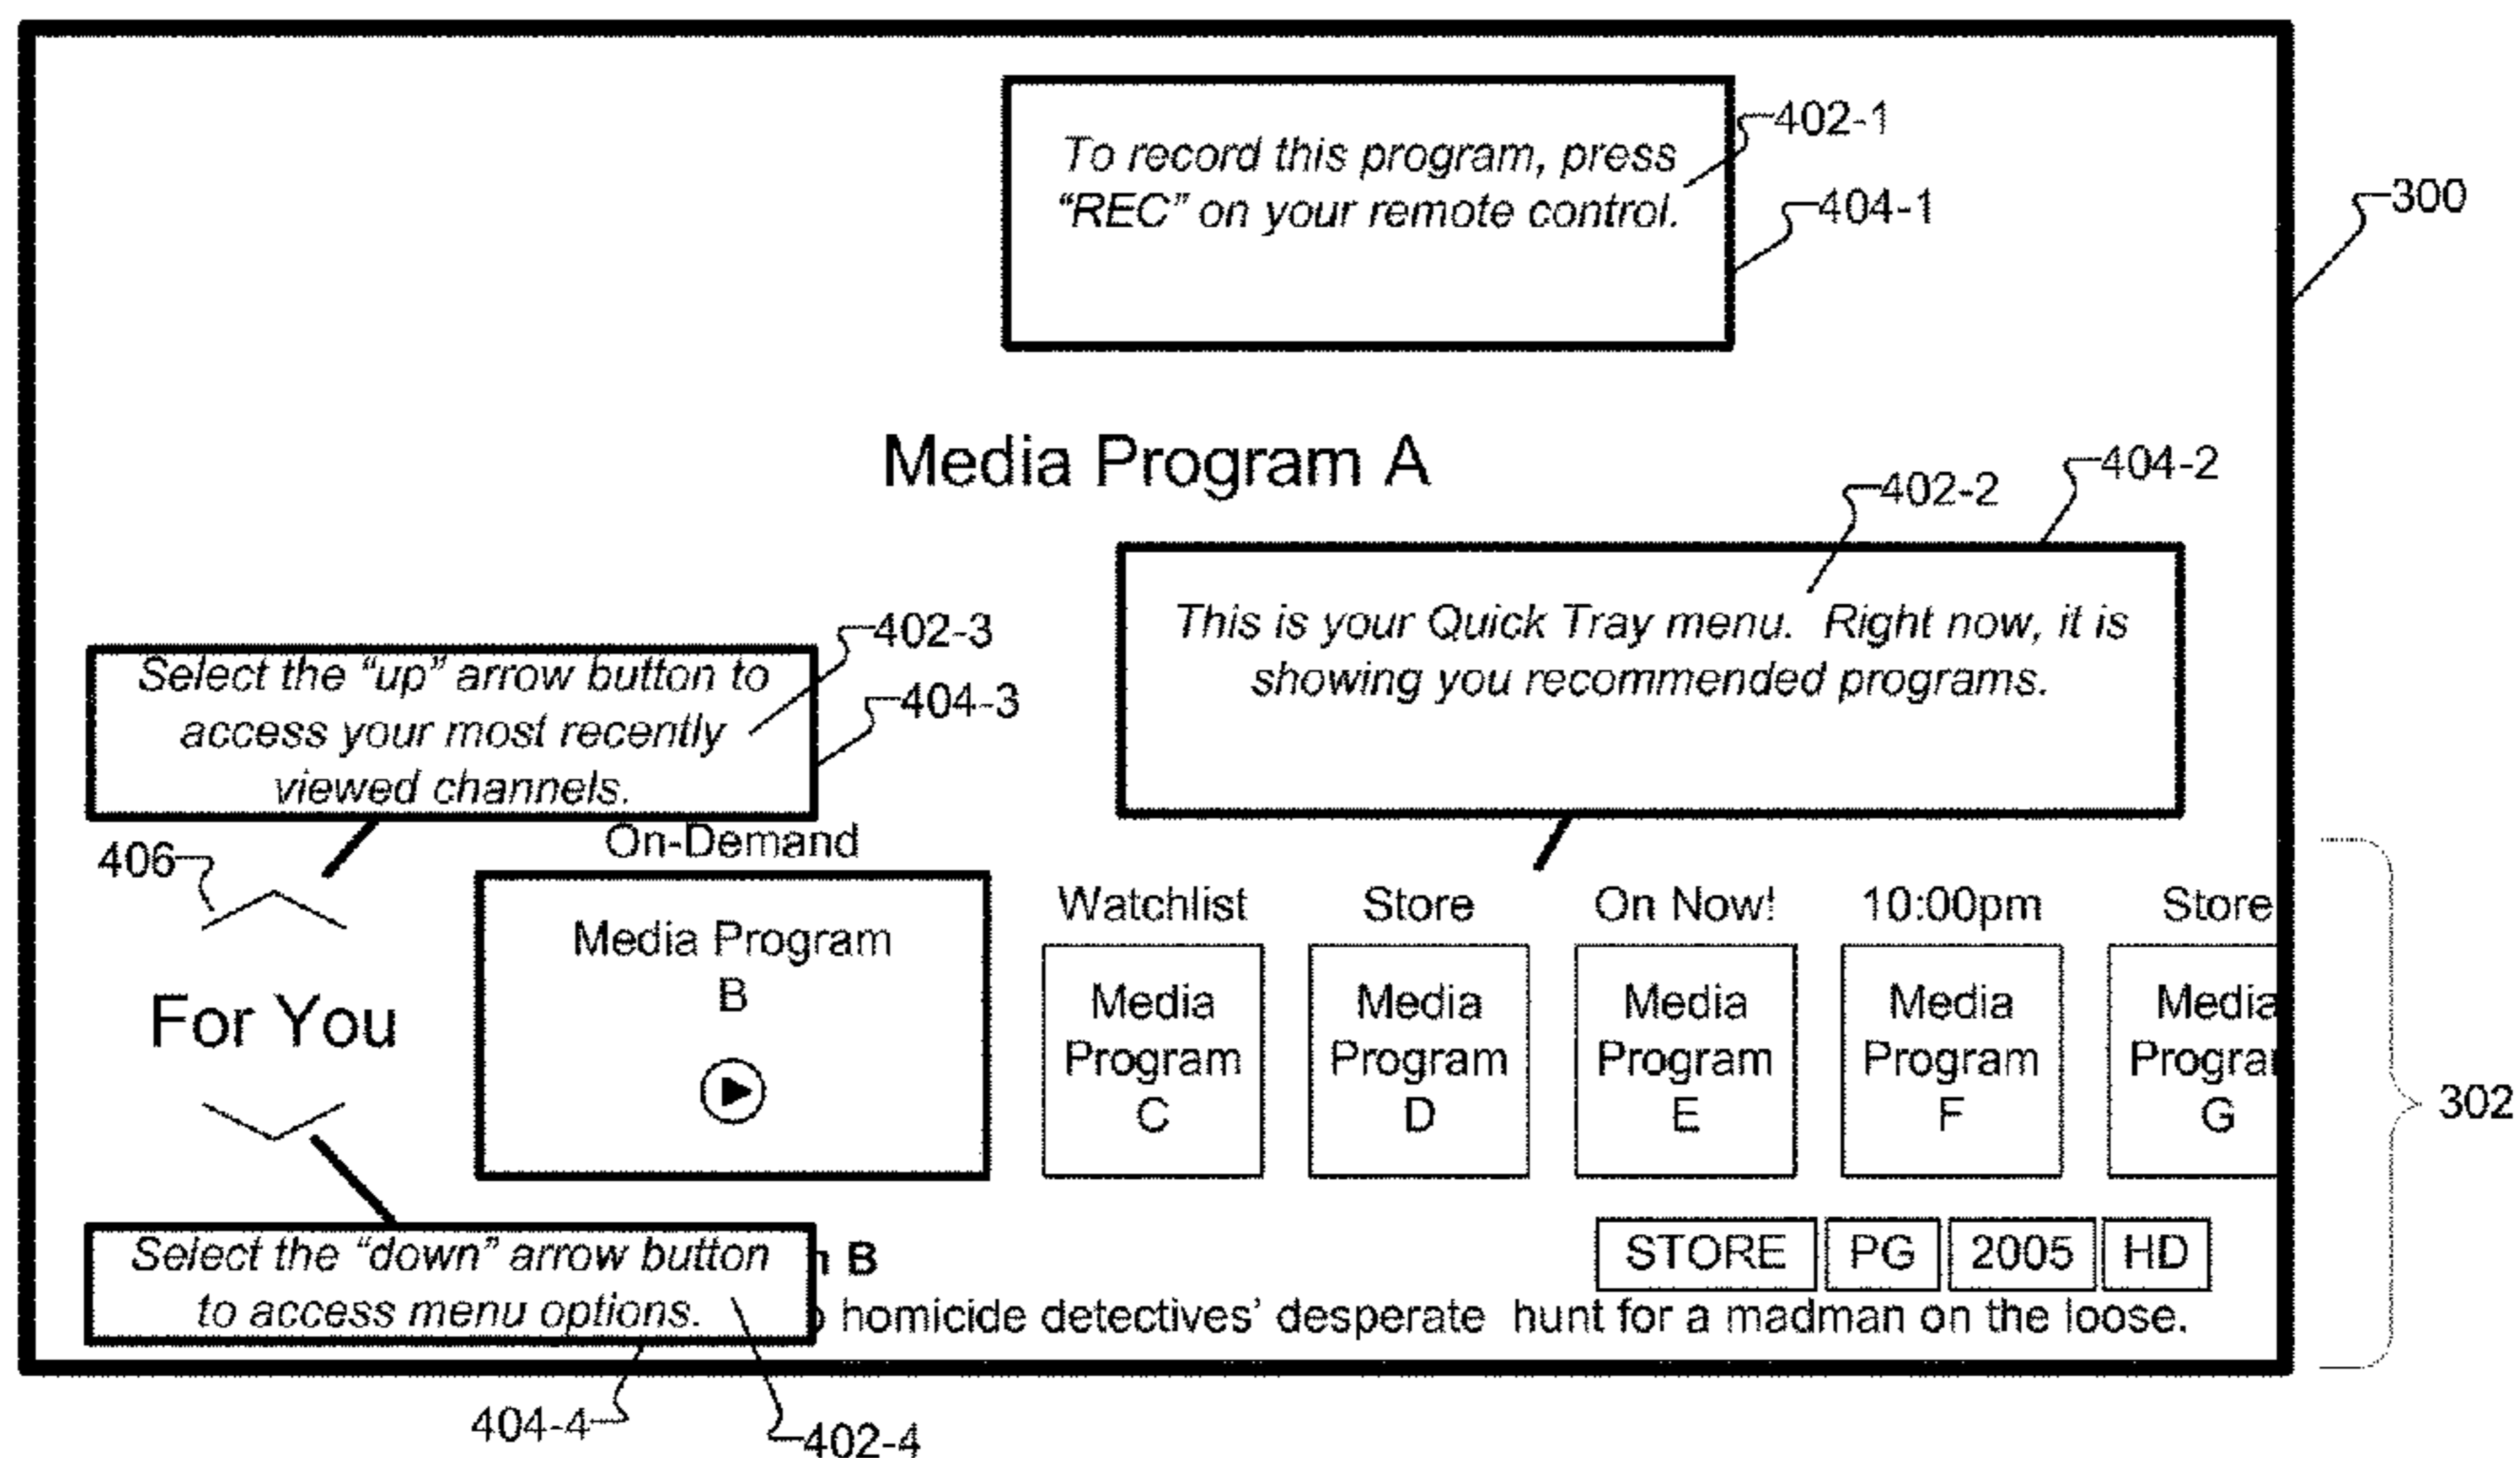 To record this program, press
“REC” on your remote control.
402-1
404-1
300
Media Program A
404-2
402-2
This is your Quick Tray menu. Right now, it is
showing you recommended programs.
402-3
404-3
Select the “up” arrow button to
access your most recently
viewed channels.
406
On-Demand
Watchlist
Store
On Now!
10:00pm
Store
For You
Media Program
B
Media
Program
C
Media
Program
D
Media
Program
E
Media
Program
F
Media
Progra
G
302
Select the “down” arrow button
to access menu options.
B
STORE
PG
2005
HD
homicide detectives’ desperate hunt for a madman on the loose.
404-4
402-4